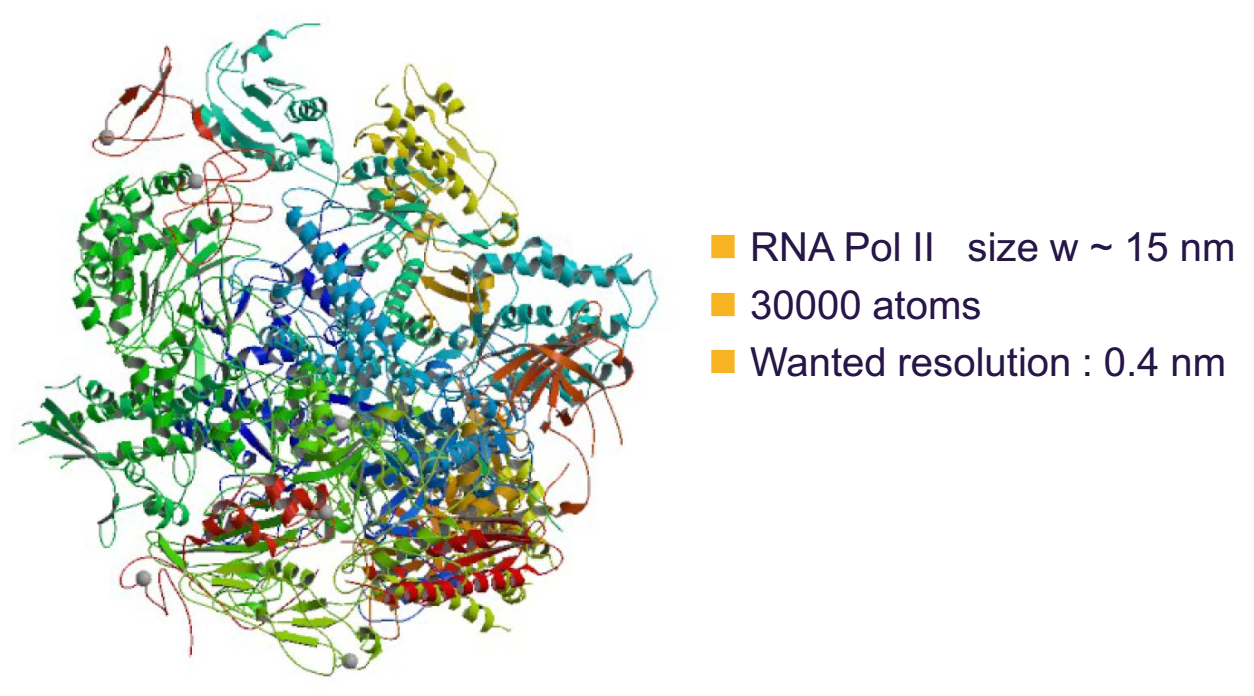 RNA Pol II   size w ~ 15 nm
30000 atoms
Wanted resolution : 0.4 nm